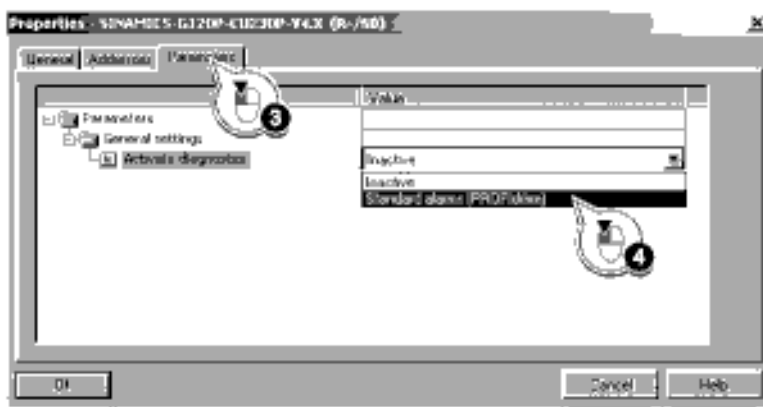 Properties - SINAMICS-G120P-CU230P-V4.X (R-/S0)
General Addresses Parameters
3
Value
Parameters
General settings
Activate diagnostics Inactive
Inactive
Standard alarms (PROFIdrive)
4
OK Cancel Help